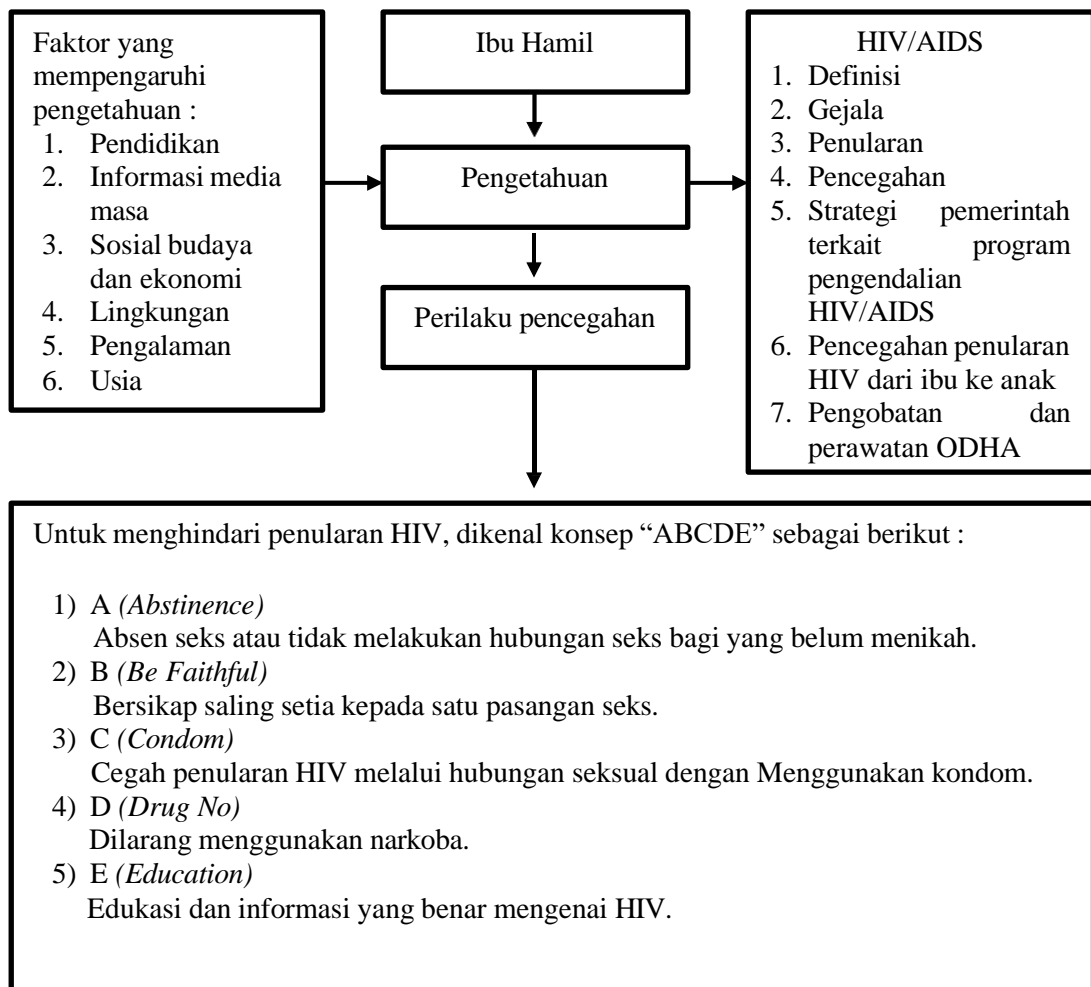 Faktor yang
mempengaruhi
pengetahuan :
1. Pendidikan
2. Informasi media
masa
3. Sosial budaya
dan ekonomi
4. Lingkungan
5. Pengalaman
6. Usia
Ibu Hamil
Pengetahuan
Perilaku pencegahan
HIV/AIDS
1. Definisi
2. Gejala
3. Penularan
4. Pencegahan
5. Strategi pemerintah
terkait program
pengendalian
HIV/AIDS
6. Pencegahan penularan
HIV dari ibu ke anak
7. Pengobatan dan
perawatan ODHA
Untuk menghindari penularan HIV, dikenal konsep “ABCDE” sebagai berikut :
1) A (Abstinence)
Absen seks atau tidak melakukan hubungan seks bagi yang belum menikah.
2) B (Be Faithful)
Bersikap saling setia kepada satu pasangan seks.
3) C (Condom)
Cegah penularan HIV melalui hubungan seksual dengan Menggunakan kondom.
4) D (Drug No)
Dilarang menggunakan narkoba.
5) E (Education)
Edukasi dan informasi yang benar mengenai HIV.